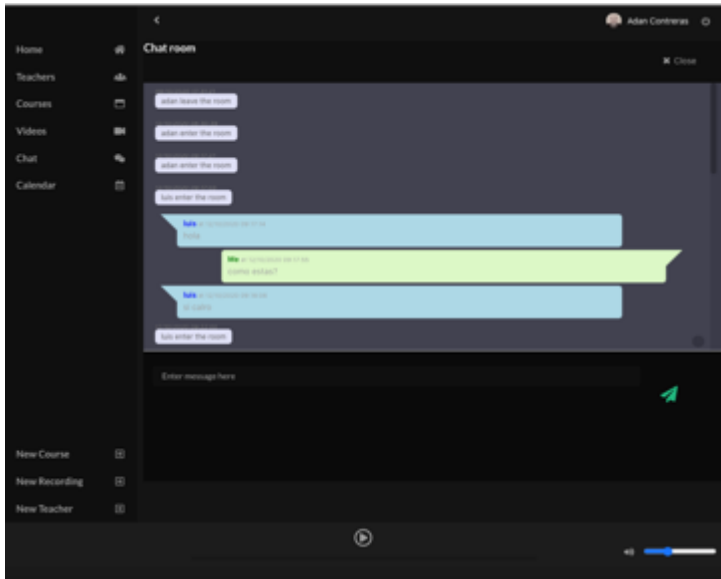 Adan Contreras
Home
Teachers
Courses
Videos
Chat
Calendar
New Course
New Recording
New Teacher
Chat room
Close
adan leave the room
adan enter the room
adan enter the room
luis enter the room
luis
hola
Me
como estas?
luis
luis enter the room
Enter message here